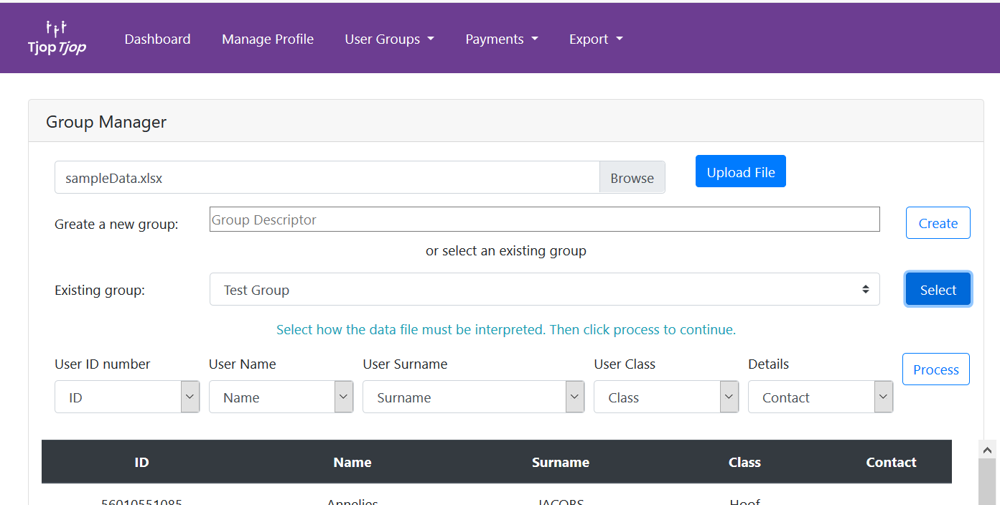 Tjop Tjop
Dashboard Manage Profile User Groups Payments Export
Group Manager
sampleData.xlsx Browse Upload File
Greate a new group: Group Descriptor Create
or select an existing group
Existing group: Test Group Select
Select how the data file must be interpreted. Then click process to continue.
User ID number User Name User Surname User Class Details Process
ID Name Surname Class Contact
ID Name Surname Class Contact
56010551085 Annelies JACOBS Hoof